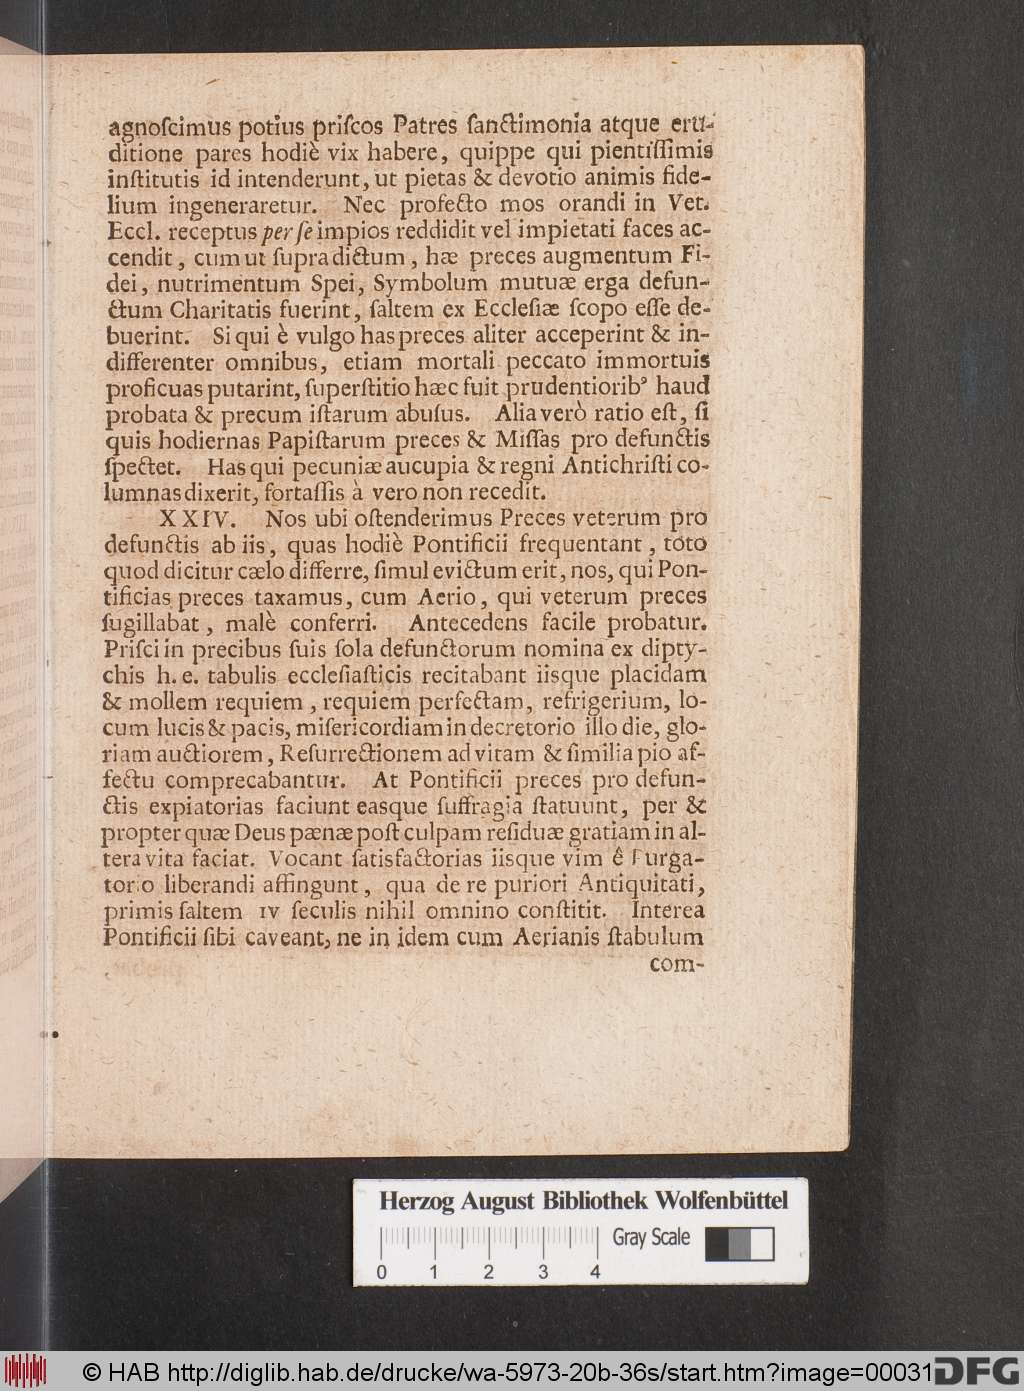 agnoſcimus potius priſcos Patres ſanctimonia atque eru-
ditione pares hodiè vix habere, quippe qui pientiſſimis
inſtitutis id intenderunt, ut pietas & devotio animis fide-
lium ingeneraretur. Nec profecto mos orandi in Vet.
Eccl. receptus per ſe impios reddidit vel impietati faces ac-
cendit, cum ut ſupra dictum, hæ preces augmentum Fi-
dei, nutrimentum Spei, Symbolum mutuæ erga defun-
ctum Charitatis fuerint, ſaltem ex Eccleſiæ ſcopo eſſe de-
buerint. Si qui è vulgo has preces aliter acceperint & in-
differenter omnibus, etiam mortali peccato immortuis
proficuas putarint, ſuperſtitio hæc fuit prudentioribꝰ haud
probata & precum iſtarum abuſus. Alia verò ratio eſt, ſi
quis hodiernas Papiſtarum preces & Miſſas pro defunctis
ſpectet. Has qui pecuniæ aucupia & regni Antichriſti co-
lumnas dixerit, fortaſſis à vero non recedit.
XXIV. Nos ubi oſtenderimus Preces veterum pro
defunctis ab iis, quas hodiè Pontificii frequentant, toto
quod dicitur cælo differre, ſimul evictum erit, nos, qui Pon-
tificias preces taxamus, cum Aerio, qui veterum preces
ſugillabat, malè conferri. Antecedens facile probatur.
Priſci in precibus ſuis ſola defunctorum nomina ex dipty-
chis h. e. tabulis eccleſiaſticis recitabant iisque placidam
& mollem requiem, requiem perfectam, refrigerium, lo-
cum lucis & pacis, miſericordiam in decretorio illo die, glo-
riam auctiorem, Reſurrectionem ad vitam & ſimilia pio af-
fectu comprecabantur. At Pontificii preces pro defun-
ctis expiatorias faciunt easque ſuffragia ſtatuunt, per &
propter quæ Deus pænæ poſt culpam reſiduæ gratiam in al-
tera vita faciat. Vocant ſatisfactorias iisque vim ê Purga-
torio liberandi affingunt, qua de re puriori Antiquitati,
primis ſaltem IV ſeculis nihil omnino conſtitit. Interea
Pontificii ſibi caveant, ne in idem cum Aerianis ſtabulum
com-
Herzog August Bibliothek Wolfenbüttel
Gray Scale
0 1 2 3 4
© HAB http://diglib.hab.de/drucke/wa-5973-20b-36s/start.htm?image=00031
DFG